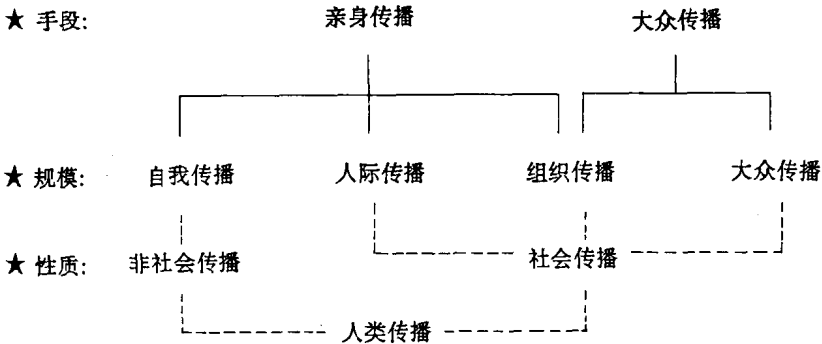 ★ 手段: 亲身传播 大众传播
★ 规模: 自我传播 人际传播 组织传播 大众传播
★ 性质: 非社会传播 社会传播
人类传播